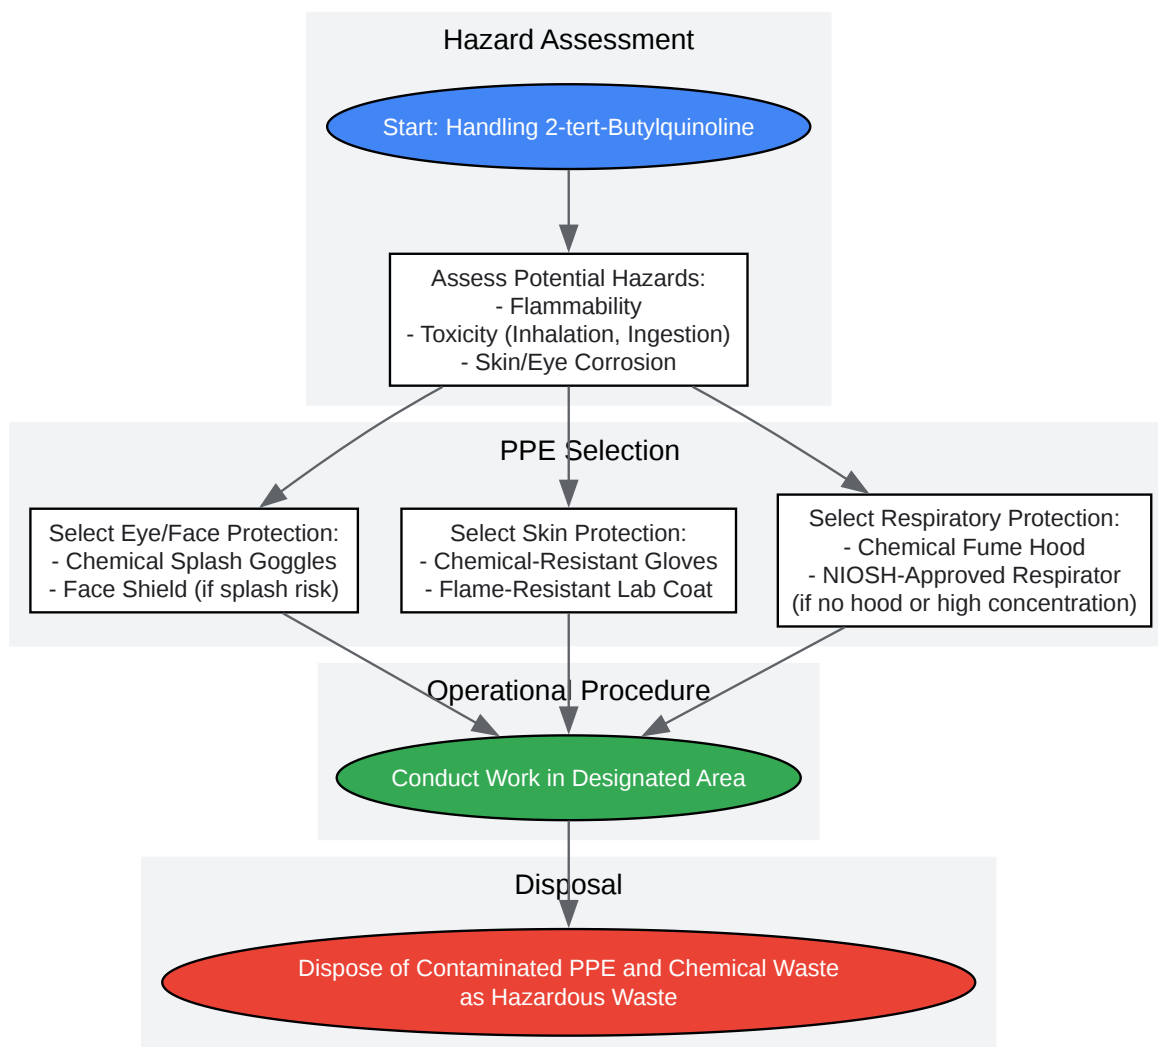 Hazard Assessment
Start: Handling 2-tert-Butylquinoline
Assess Potential Hazards:
- Flammability
- Toxicity (Inhalation, Ingestion)
- Skin/Eye Corrosion
PPE Selection
Select Eye/Face Protection:
- Chemical Splash Goggles
- Face Shield (if splash risk)
Select Skin Protection:
- Chemical-Resistant Gloves
- Flame-Resistant Lab Coat
Select Respiratory Protection:
- Chemical Fume Hood
- NIOSH-Approved Respirator
(if no hood or high concentration)
Operational Procedure
Conduct Work in Designated Area
Disposal
Dispose of Contaminated PPE and Chemical Waste
as Hazardous Waste